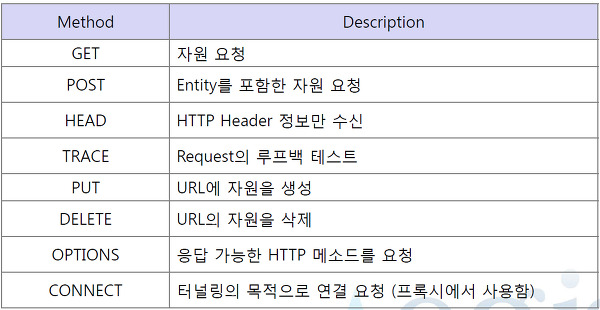 Method Description
GET 자원 요청
POST Entity를 포함한 자원 요청
HEAD HTTP Header 정보만 수신
TRACE Request의 루프백 테스트
PUT URL에 자원을 생성
DELETE URL의 자원을 삭제
OPTIONS 응답 가능한 HTTP 메소드를 요청
CONNECT 터널링의 목적으로 연결 요청 (프록시에서 사용함)